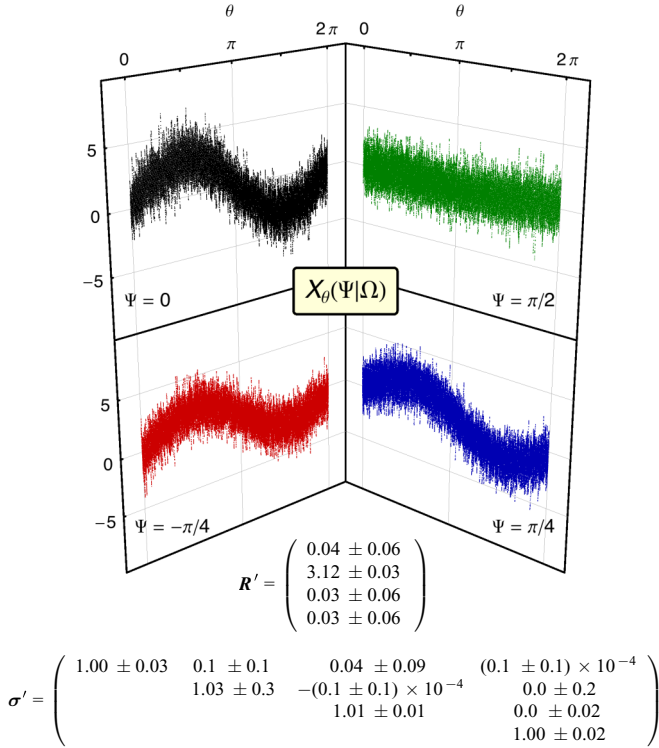 θ θ
0 π 2π 0 π 2π
5
0
−5
Ψ = 0
Ψ = π/2
X_θ(Ψ|Ω)
5
0
−5
Ψ = −π/4
Ψ = π/4
R′ =
0.04 ± 0.06
3.12 ± 0.03
0.03 ± 0.06
0.03 ± 0.06
σ′ =
1.00 ± 0.03 0.1 ± 0.1 0.04 ± 0.09 (0.1 ± 0.1) × 10^−4
1.03 ± 0.3 −(0.1 ± 0.1) × 10^−4 0.0 ± 0.2
1.01 ± 0.01 0.0 ± 0.02
1.00 ± 0.02